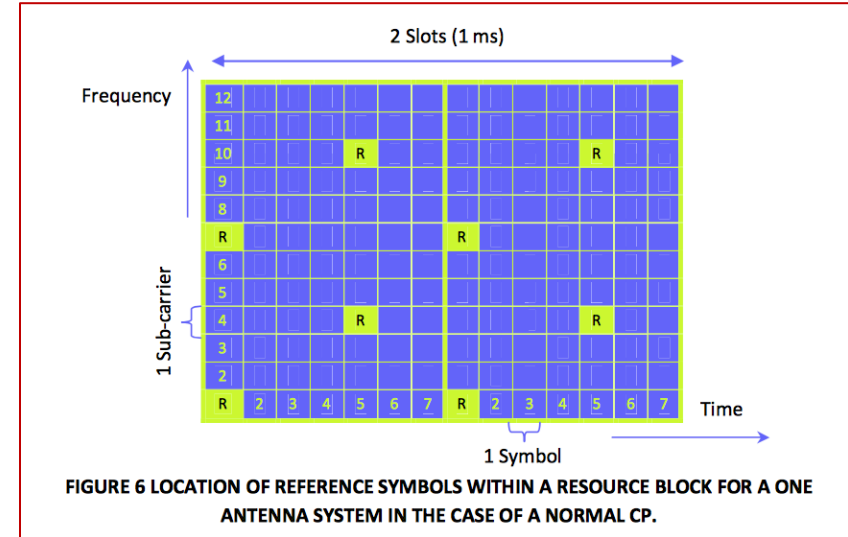 2 Slots (1 ms)
Frequency
12
11
10 R R
9
8
R R
6
5
1 Sub-carrier
4 R R
3
2
R 2 3 4 5 6 7 R 2 3 4 5 6 7
Time
1 Symbol
FIGURE 6 LOCATION OF REFERENCE SYMBOLS WITHIN A RESOURCE BLOCK FOR A ONE
ANTENNA SYSTEM IN THE CASE OF A NORMAL CP.